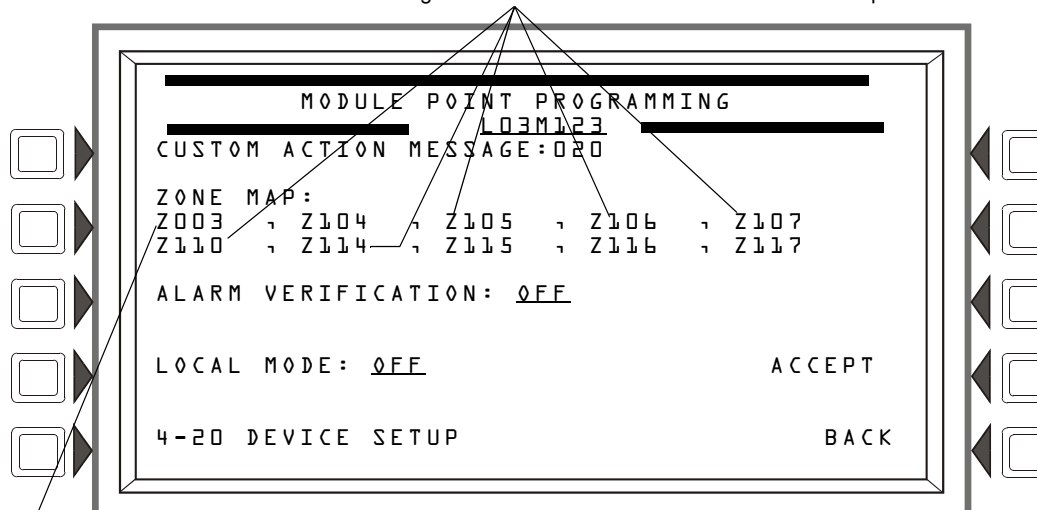 MODULE POINT PROGRAMMING
L03M123
CUSTOM ACTION MESSAGE:020
ZONE MAP:
Z003 , Z104 , Z105 , Z106 , Z107
Z110 , Z114 , Z115 , Z116 , Z117
ALARM VERIFICATION: OFF
LOCAL MODE: OFF
ACCEPT
4-20 DEVICE SETUP
BACK